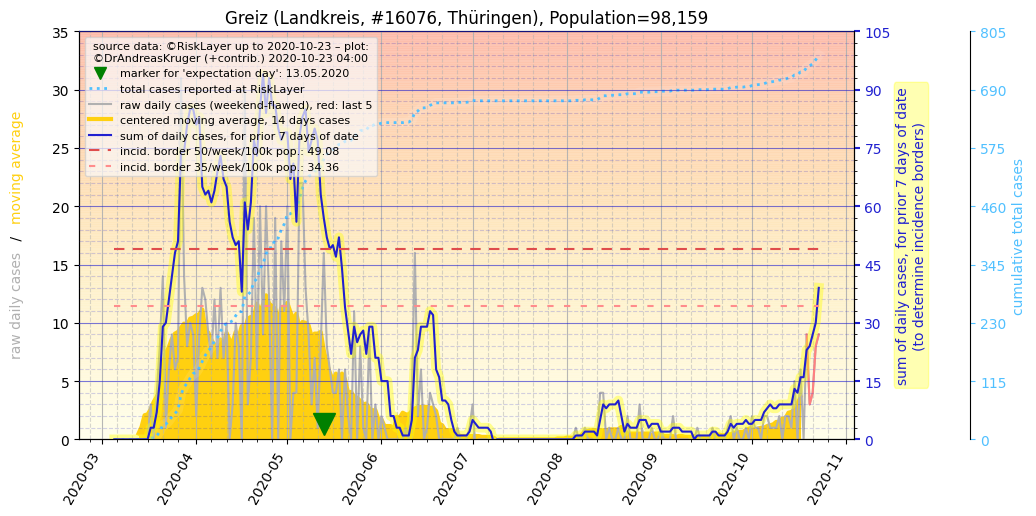 Greiz (Landkreis, #16076, Thüringen), Population=98,159
source data: ©RiskLayer up to 2020-10-23 – plot:
©DrAndreasKruger (+contrib.) 2020-10-23 04:00
marker for 'expectation day': 13.05.2020
total cases reported at RiskLayer
raw daily cases (weekend-flawed), red: last 5
centered moving average, 14 days cases
sum of daily cases, for prior 7 days of date
incid. border 50/week/100k pop.: 49.08
incid. border 35/week/100k pop.: 34.36
raw daily cases / moving average
35
30
25
20
15
10
5
0
2020-03
2020-04
2020-05
2020-06
2020-07
2020-08
2020-09
2020-10
2020-11
105
90
75
60
45
30
15
0
sum of daily cases, for prior 7 days of date
(to determine incidence borders)
805
690
575
460
345
230
115
0
cumulative total cases